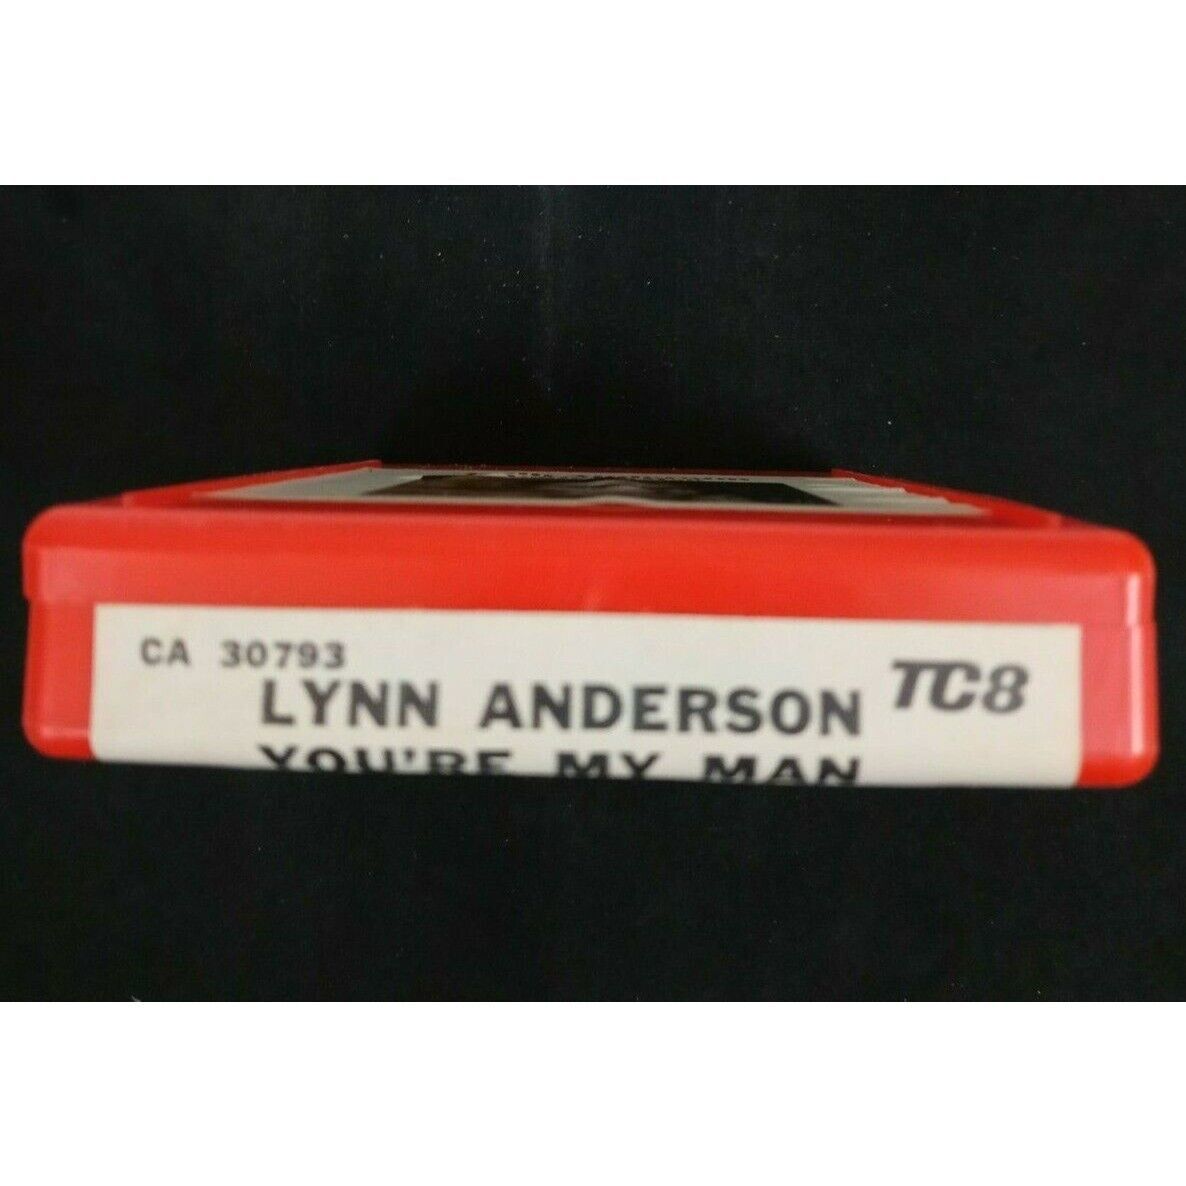 CA 30793
LYNN ANDERSON TC8
YOU'RE MY MAN